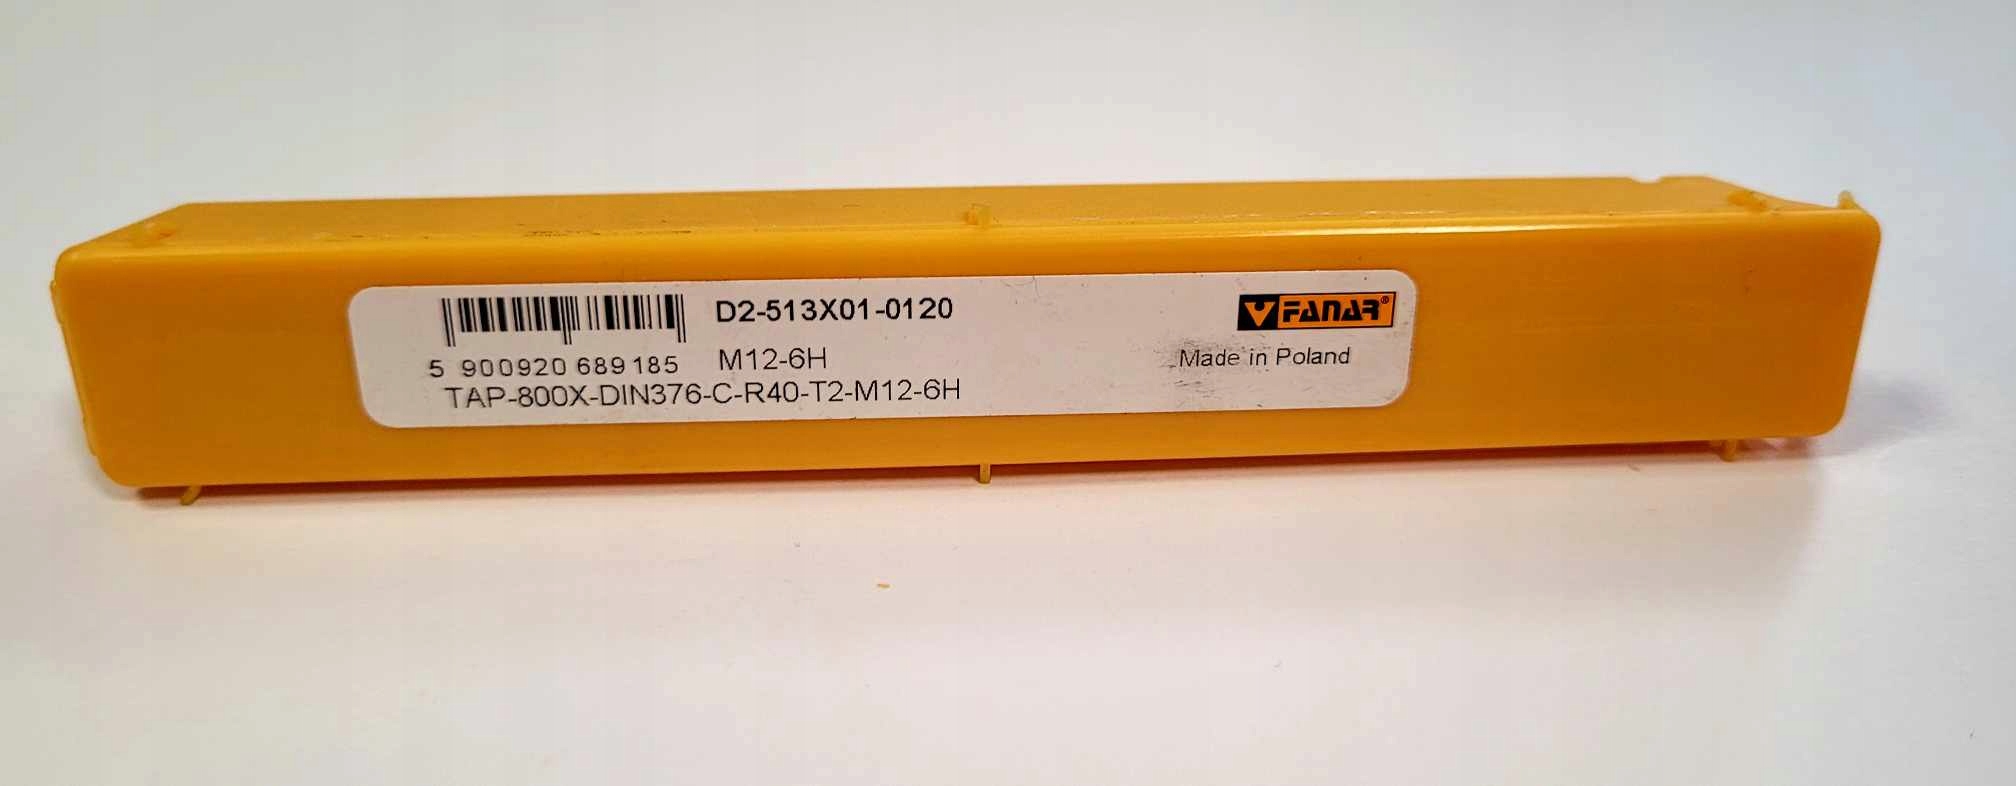 D2-513X01-0120
FANAR®
5 900920 689185
M12-6H
Made in Poland
TAP-800X-DIN376-C-R40-T2-M12-6H